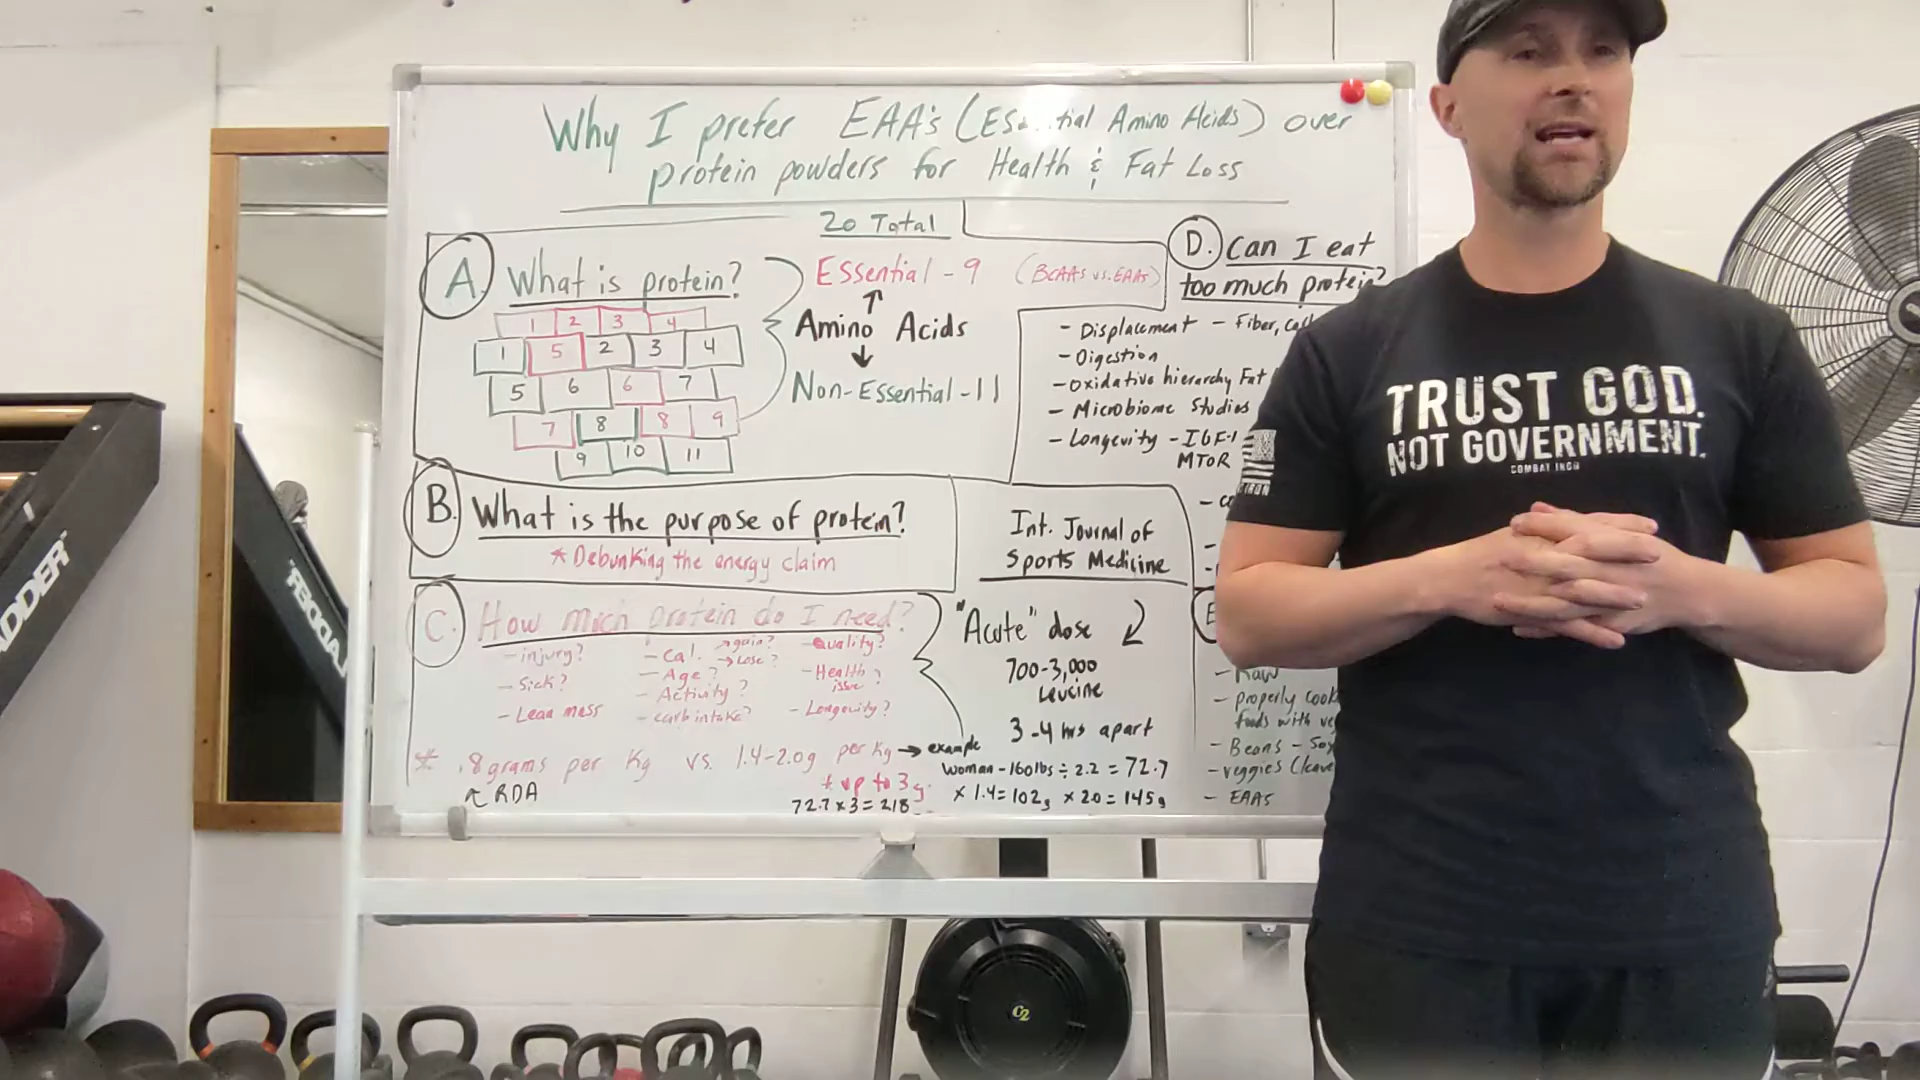 Why I prefer EAA's (Es tial Amino Acids) over
protein powders for Health & Fat Loss
20 Total
A. What is protein?
1 2 3 4
1 5 2 3 4
5 6 6 7
7 8 8 9
9 10 11
Essential - 9 (BCAAs vs. EAAs)
↑
Amino Acids
↓
Non-Essential - 11
D. Can I eat
too much protein?
- Displacement - Fiber,
- Digestion
- Oxidative hierarchy Fat
- Microbiome Studies
- Longevity - IGF-1
MTOR
B. What is the purpose of protein?
* Debunking the energy claim
Int. Journal of
Sports Medicine
"Acute" dose
700-3,000
Leucine
3-4 hrs apart
C. How much protein do I need?
- injury?
- Sick?
- Lean mass
- Cal. → gain?
→ Lose?
- Age?
- Activity?
- carb intake?
- Quality?
- Health
issue?
- Longevity?
* .8 grams per Kg vs. 1.4-2.0g per Kg → example
RDA
* up to 3g
72.7 x 3 = 218
Woman - 160lbs ÷ 2.2 = 72.7
x 1.4 = 102g x 2.0 = 145g
E
- Raw
- properly
foods with
- Beans - Soy
- veggies
- EAAs
TRUST GOD.
NOT GOVERNMENT.
COMBAT IRON
IRON
LADDER
C2